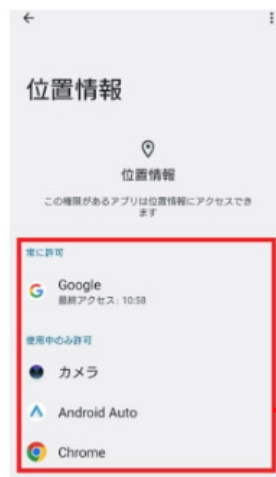 位置情報
位置情報
この権限があるアプリは位置情報にアクセスでき
ます
常に許可
Google
最終アクセス: 10:58
使用中のみ許可
カメラ
Android Auto
Chrome